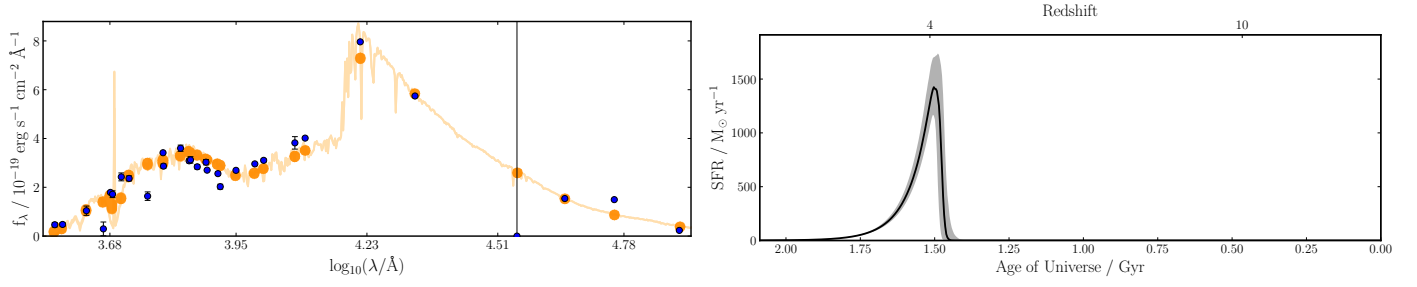 f_λ / 10⁻¹⁹ erg s⁻¹ cm⁻² Å⁻¹
8
6
4
2
0
3.68 3.95 4.23 4.51 4.78
log₁₀(λ/Å)
Redshift
4 10
SFR / M⊙ yr⁻¹
1500
1000
500
0
2.00 1.75 1.50 1.25 1.00 0.75 0.50 0.25 0.00
Age of Universe / Gyr